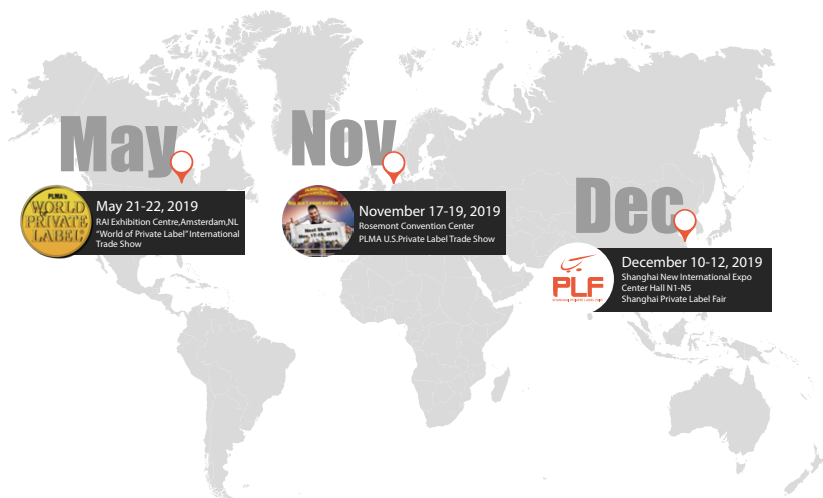 May
PLMA's
WORLD
OF
PRIVATE
LABEL
May 21-22, 2019
RAI Exhibition Centre,Amsterdam,NL
“World of Private Label”International
Trade Show
Nov
Next Show
Nov. 17-19, 2019
November 17-19, 2019
Rosemont Convention Center
PLMA U.S.Private Label Trade Show
Dec
PLF
December 10-12, 2019
Shanghai New International Expo
Center Hall N1-N5
Shanghai Private Label Fair